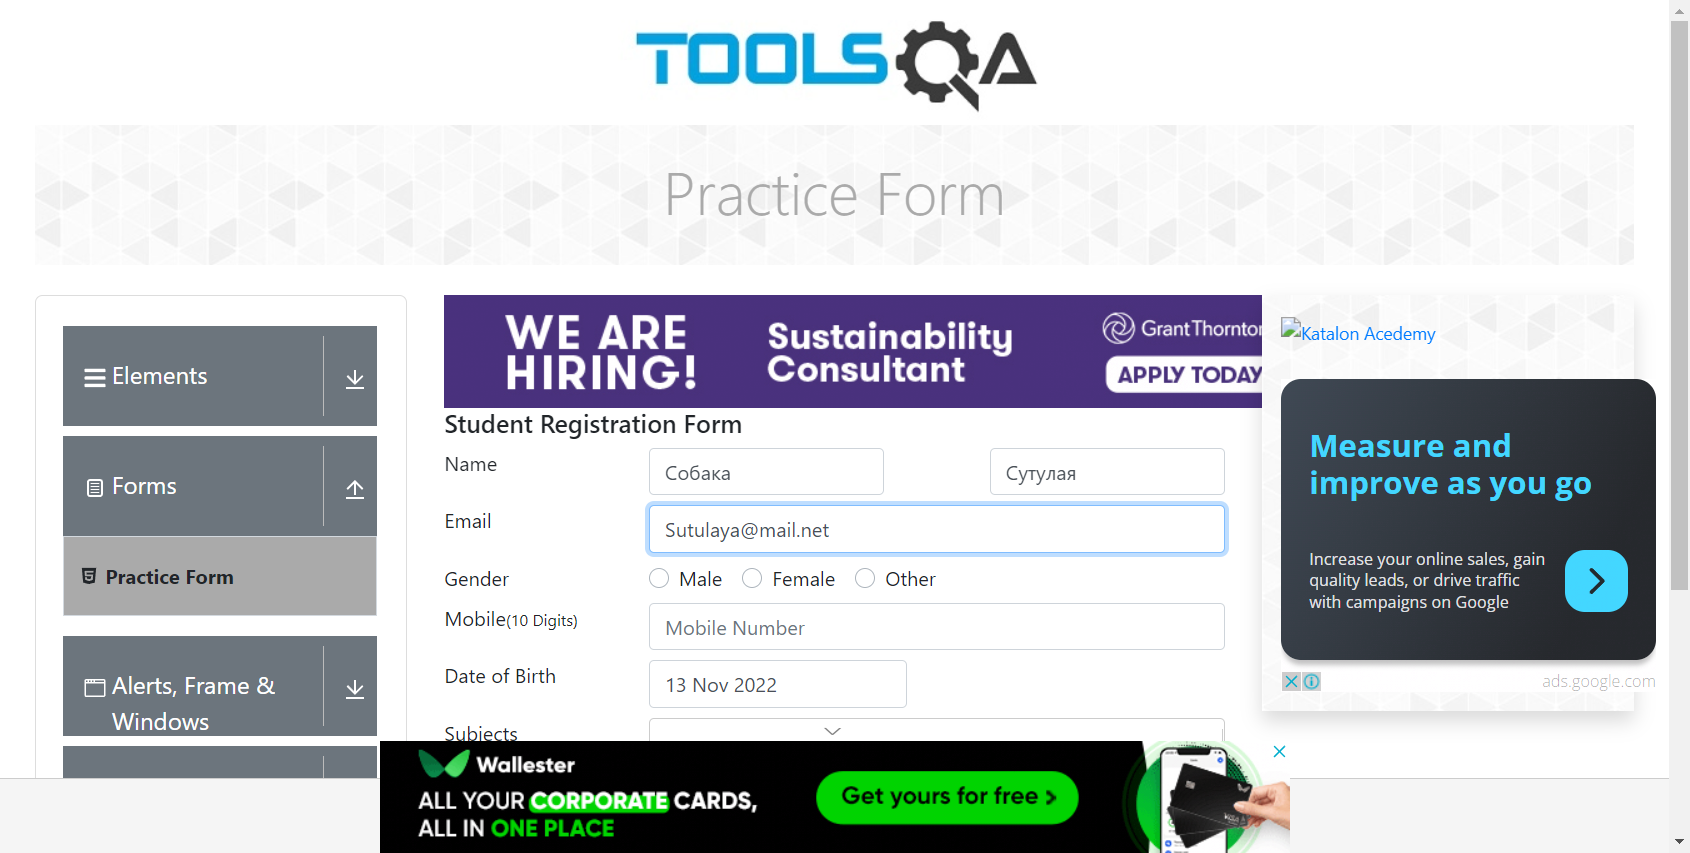 TOOLSQA
Practice Form
Elements
Forms
Practice Form
Alerts, Frame &
Windows
WE ARE
HIRING!
Sustainability
Consultant
Grant Thornton
APPLY TODAY
Student Registration Form
Name
Собака
Сутулая
Email
Sutulaya@mail.net
Gender
Male
Female
Other
Mobile(10 Digits)
Mobile Number
Date of Birth
13 Nov 2022
Subjects
Katalon Acedemy
Measure and
improve as you go
Increase your online sales, gain
quality leads, or drive traffic
with campaigns on Google
ads.google.com
Wallester
ALL YOUR CORPORATE CARDS,
ALL IN ONE PLACE
Get yours for free >
VISA